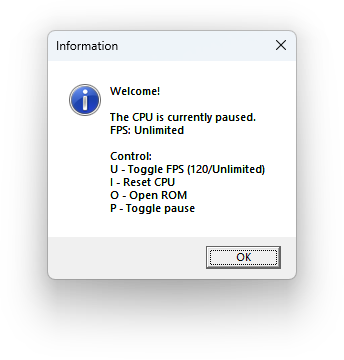 Information
Welcome!
The CPU is currently paused.
FPS: Unlimited
Control:
U - Toggle FPS (120/Unlimited)
I - Reset CPU
O - Open ROM
P - Toggle pause
OK